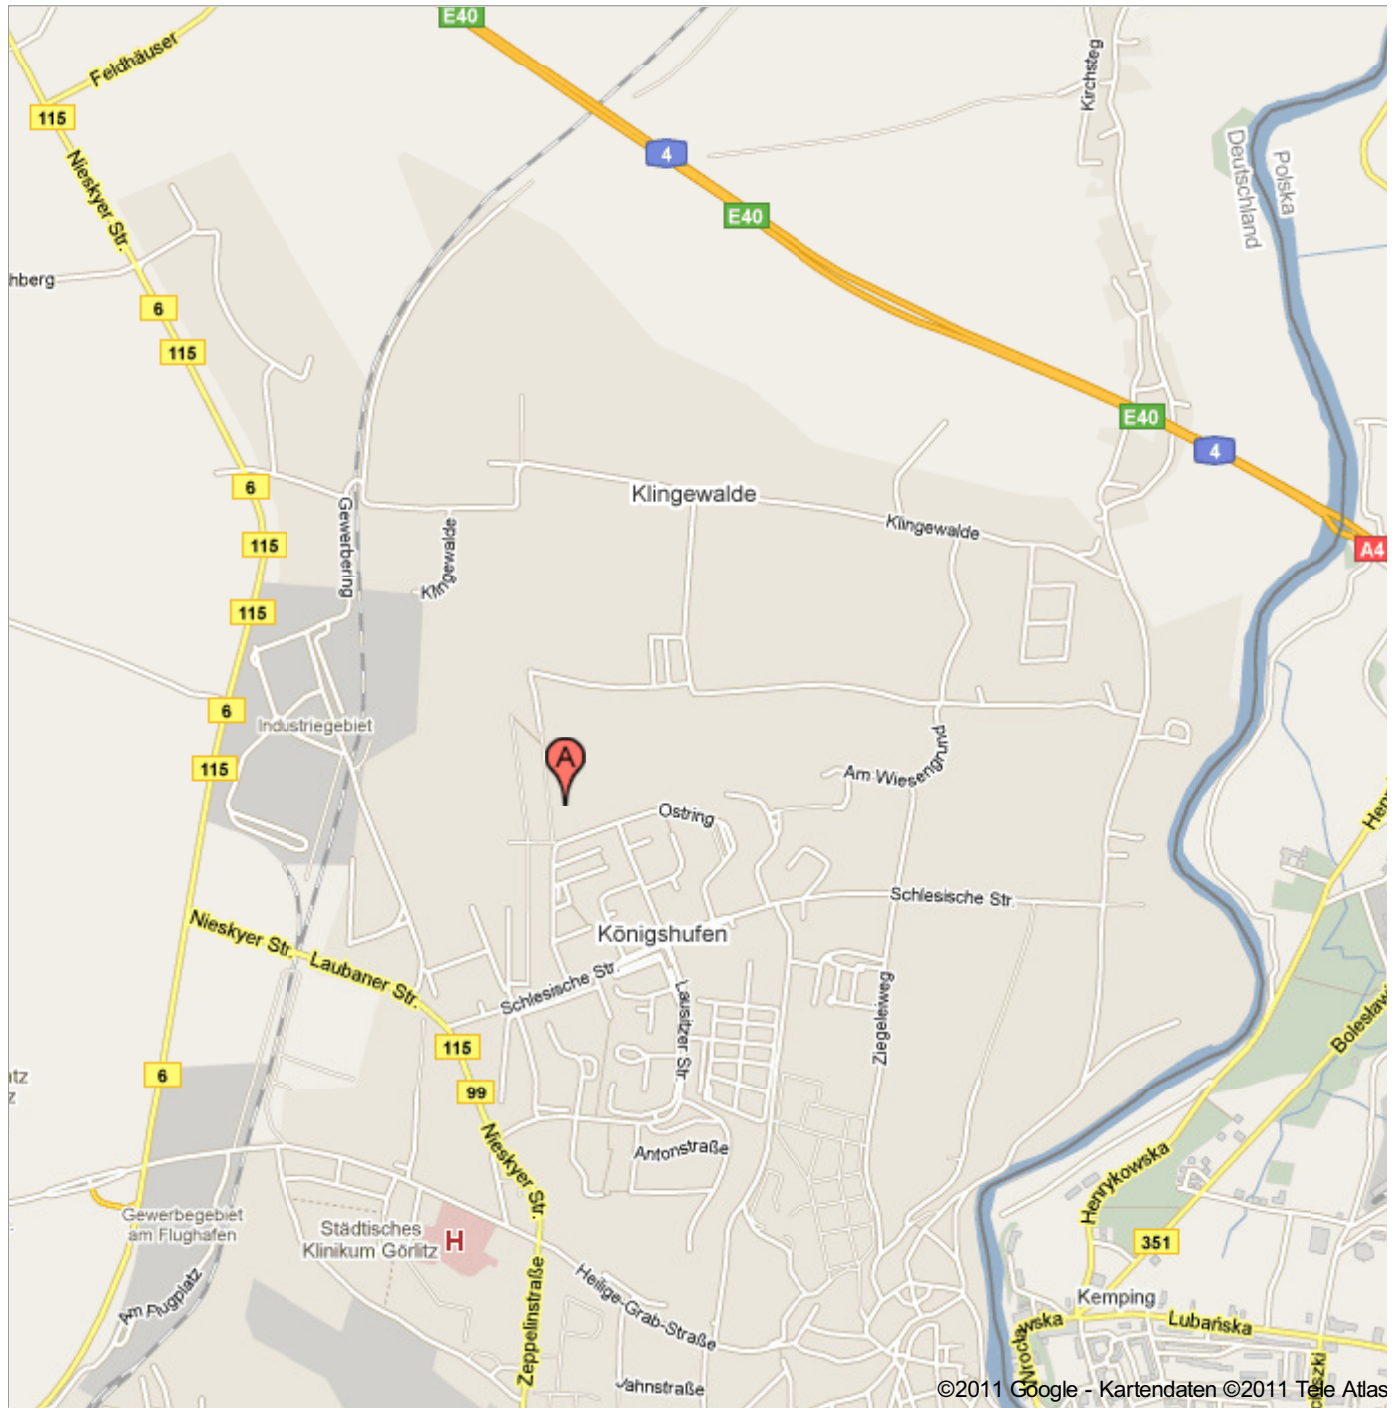 E40
Feldhäuser
Kirchsteg
115
4
Nieskyer Str.
Deutschland
Polska
E40
hberg
6
115
E40
4
6
Klingewalde
Gewerbering
Klingewalde
Klingewalde
115
A4
115
6
Industriegebiet
115
A
Am Wiesengrund
Ostring
Schlesische Str.
Nieskyer Str.
Königshufen
Laubaner Str.
Schlesische Str.
Lausitzer Str.
Ziegeleiweg
115
6
99
Nieskyer Str.
Antonstraße
Henrykowska
Gewerbegebiet
am Flughafen
Städtisches
Klinikum Görlitz
H
351
Am Flugplatz
Zeppelinstraße
Heilige-Grab-Straße
Kemping
Wrocławska
Lubańska
Jahnstraße
©2011 Google - Kartendaten ©2011 Tele Atlas